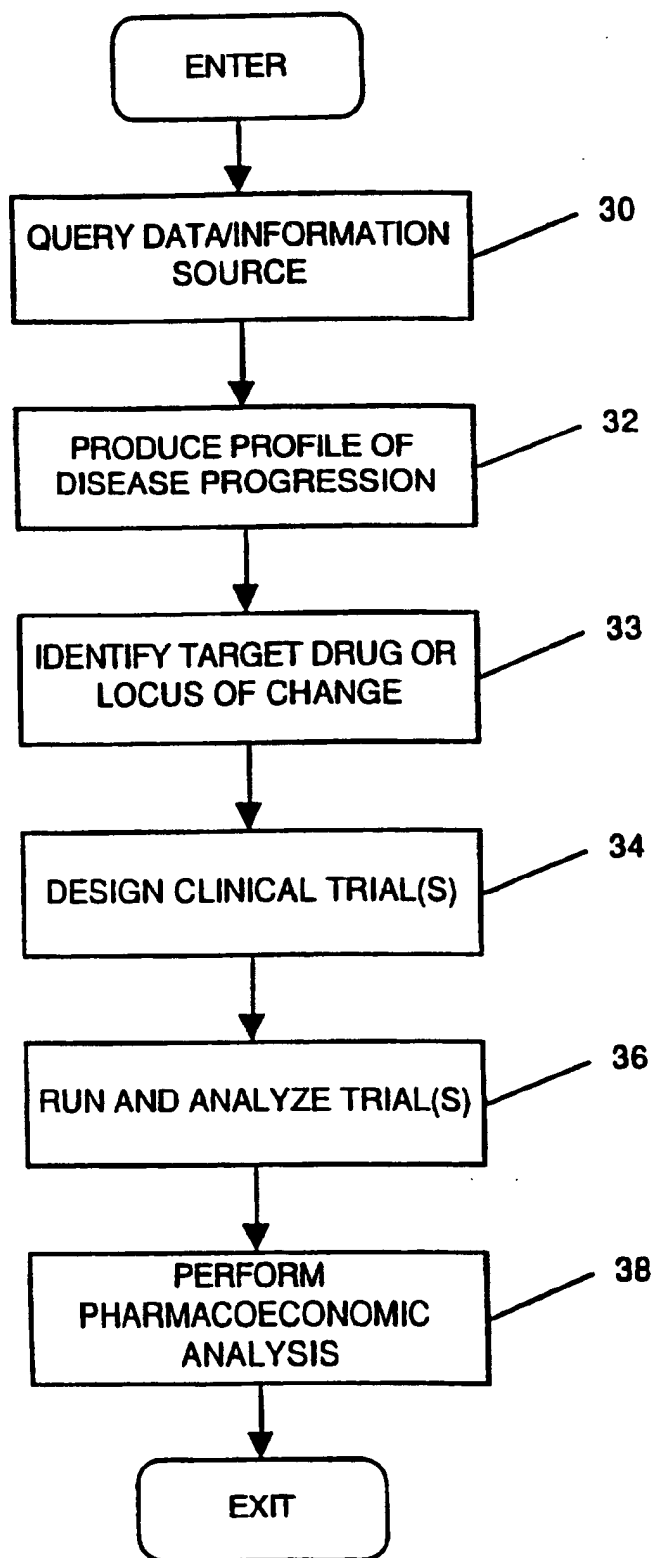 ENTER
QUERY DATA/INFORMATION
SOURCE
30
PRODUCE PROFILE OF
DISEASE PROGRESSION
32
IDENTIFY TARGET DRUG OR
LOCUS OF CHANGE
33
DESIGN CLINICAL TRIAL(S)
34
RUN AND ANALYZE TRIAL(S)
36
PERFORM
PHARMACOECONOMIC
ANALYSIS
38
EXIT